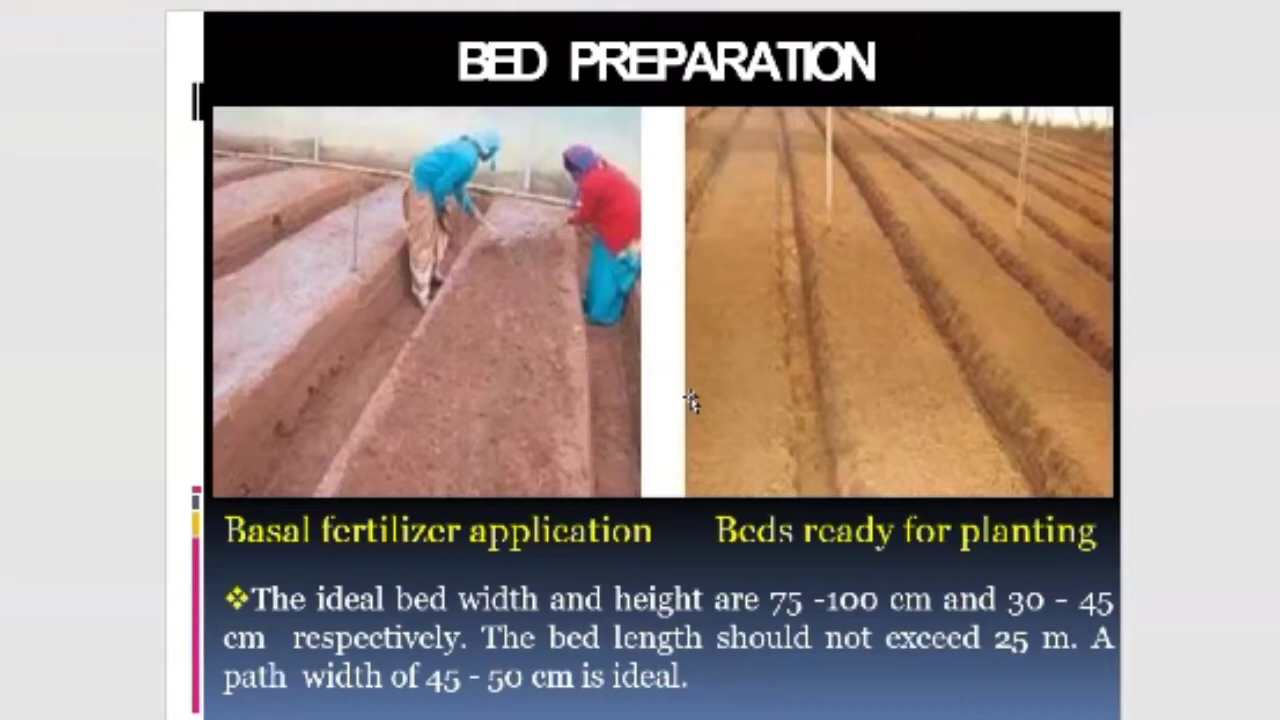 BED PREPARATION
Basal fertilizer application
Beds ready for planting
❖The ideal bed width and height are 75 -100 cm and 30 – 45
cm respectively. The bed length should not exceed 25 m. A
path width of 45 - 50 cm is ideal.